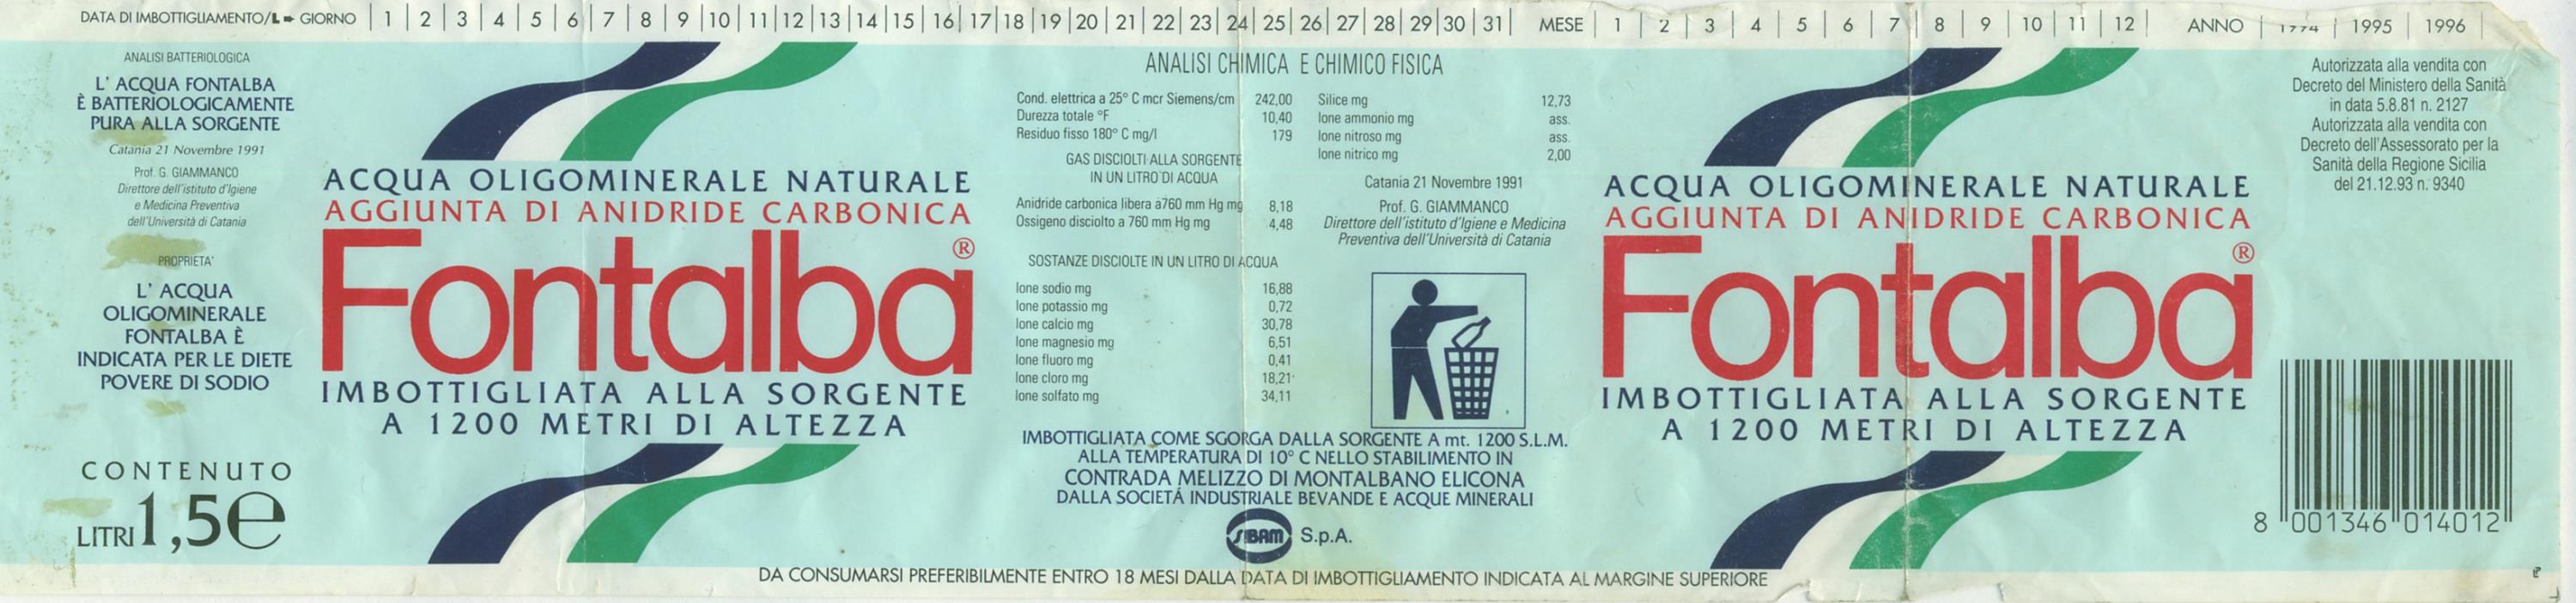 DATA DI IMBOTTIGLIAMENTO/L ➨ GIORNO | 1 | 2 | 3 | 4 | 5 | 6 | 7 | 8 | 9 | 10 | 11 | 12 | 13 | 14 | 15 | 16 | 17 | 18 | 19 | 20 | 21 | 22 | 23 | 24 | 25 | 26 | 27 | 28 | 29 | 30 | 31 | MESE | 1 | 2 | 3 | 4 | 5 | 6 | 7 | 8 | 9 | 10 | 11 | 12 | ANNO | 1994 | 1995 | 1996 |
ANALISI BATTERIOLOGICA
L' ACQUA FONTALBA
È BATTERIOLOGICAMENTE
PURA ALLA SORGENTE
Catania 21 Novembre 1991
Prof. G. GIAMMANCO
Direttore dell'istituto d'Igiene
e Medicina Preventiva
dell'Università di Catania
PROPRIETA'
L' ACQUA
OLIGOMINERALE
FONTALBA È
INDICATA PER LE DIETE
POVERE DI SODIO
CONTENUTO
LITRI 1,5 ℮
ACQUA OLIGOMINERALE NATURALE
AGGIUNTA DI ANIDRIDE CARBONICA
Fontalba®
IMBOTTIGLIATA ALLA SORGENTE
A 1200 METRI DI ALTEZZA
ANALISI CHIMICA E CHIMICO FISICA
Cond. elettrica a 25° C mcr Siemens/cm 242,00
Durezza totale °F 10,40
Residuo fisso 180° C mg/l 179
GAS DISCIOLTI ALLA SORGENTE
IN UN LITRO DI ACQUA
Anidride carbonica libera a760 mm Hg mg 8,18
Ossigeno disciolto a 760 mm Hg mg 4,48
SOSTANZE DISCIOLTE IN UN LITRO DI ACQUA
Ione sodio mg 16,88
Ione potassio mg 0,72
Ione calcio mg 30,78
Ione magnesio mg 6,51
Ione fluoro mg 0,41
Ione cloro mg 18,21
Ione solfato mg 34,11
Silice mg 12,73
Ione ammonio mg ass.
Ione nitroso mg ass.
Ione nitrico mg 2,00
Catania 21 Novembre 1991
Prof. G. GIAMMANCO
Direttore dell'istituto d'Igiene e Medicina
Preventiva dell'Università di Catania
IMBOTTIGLIATA COME SGORGA DALLA SORGENTE A mt. 1200 S.L.M.
ALLA TEMPERATURA DI 10° C NELLO STABILIMENTO IN
CONTRADA MELIZZO DI MONTALBANO ELICONA
DALLA SOCIETÁ INDUSTRIALE BEVANDE E ACQUE MINERALI
SIBAM S.p.A.
ACQUA OLIGOMINERALE NATURALE
AGGIUNTA DI ANIDRIDE CARBONICA
Fontalba®
IMBOTTIGLIATA ALLA SORGENTE
A 1200 METRI DI ALTEZZA
Autorizzata alla vendita con
Decreto del Ministero della Sanità
in data 5.8.81 n. 2127
Autorizzata alla vendita con
Decreto dell'Assessorato per la
Sanità della Regione Sicilia
del 21.12.93 n. 9340
8 001346 014012
DA CONSUMARSI PREFERIBILMENTE ENTRO 18 MESI DALLA DATA DI IMBOTTIGLIAMENTO INDICATA AL MARGINE SUPERIORE